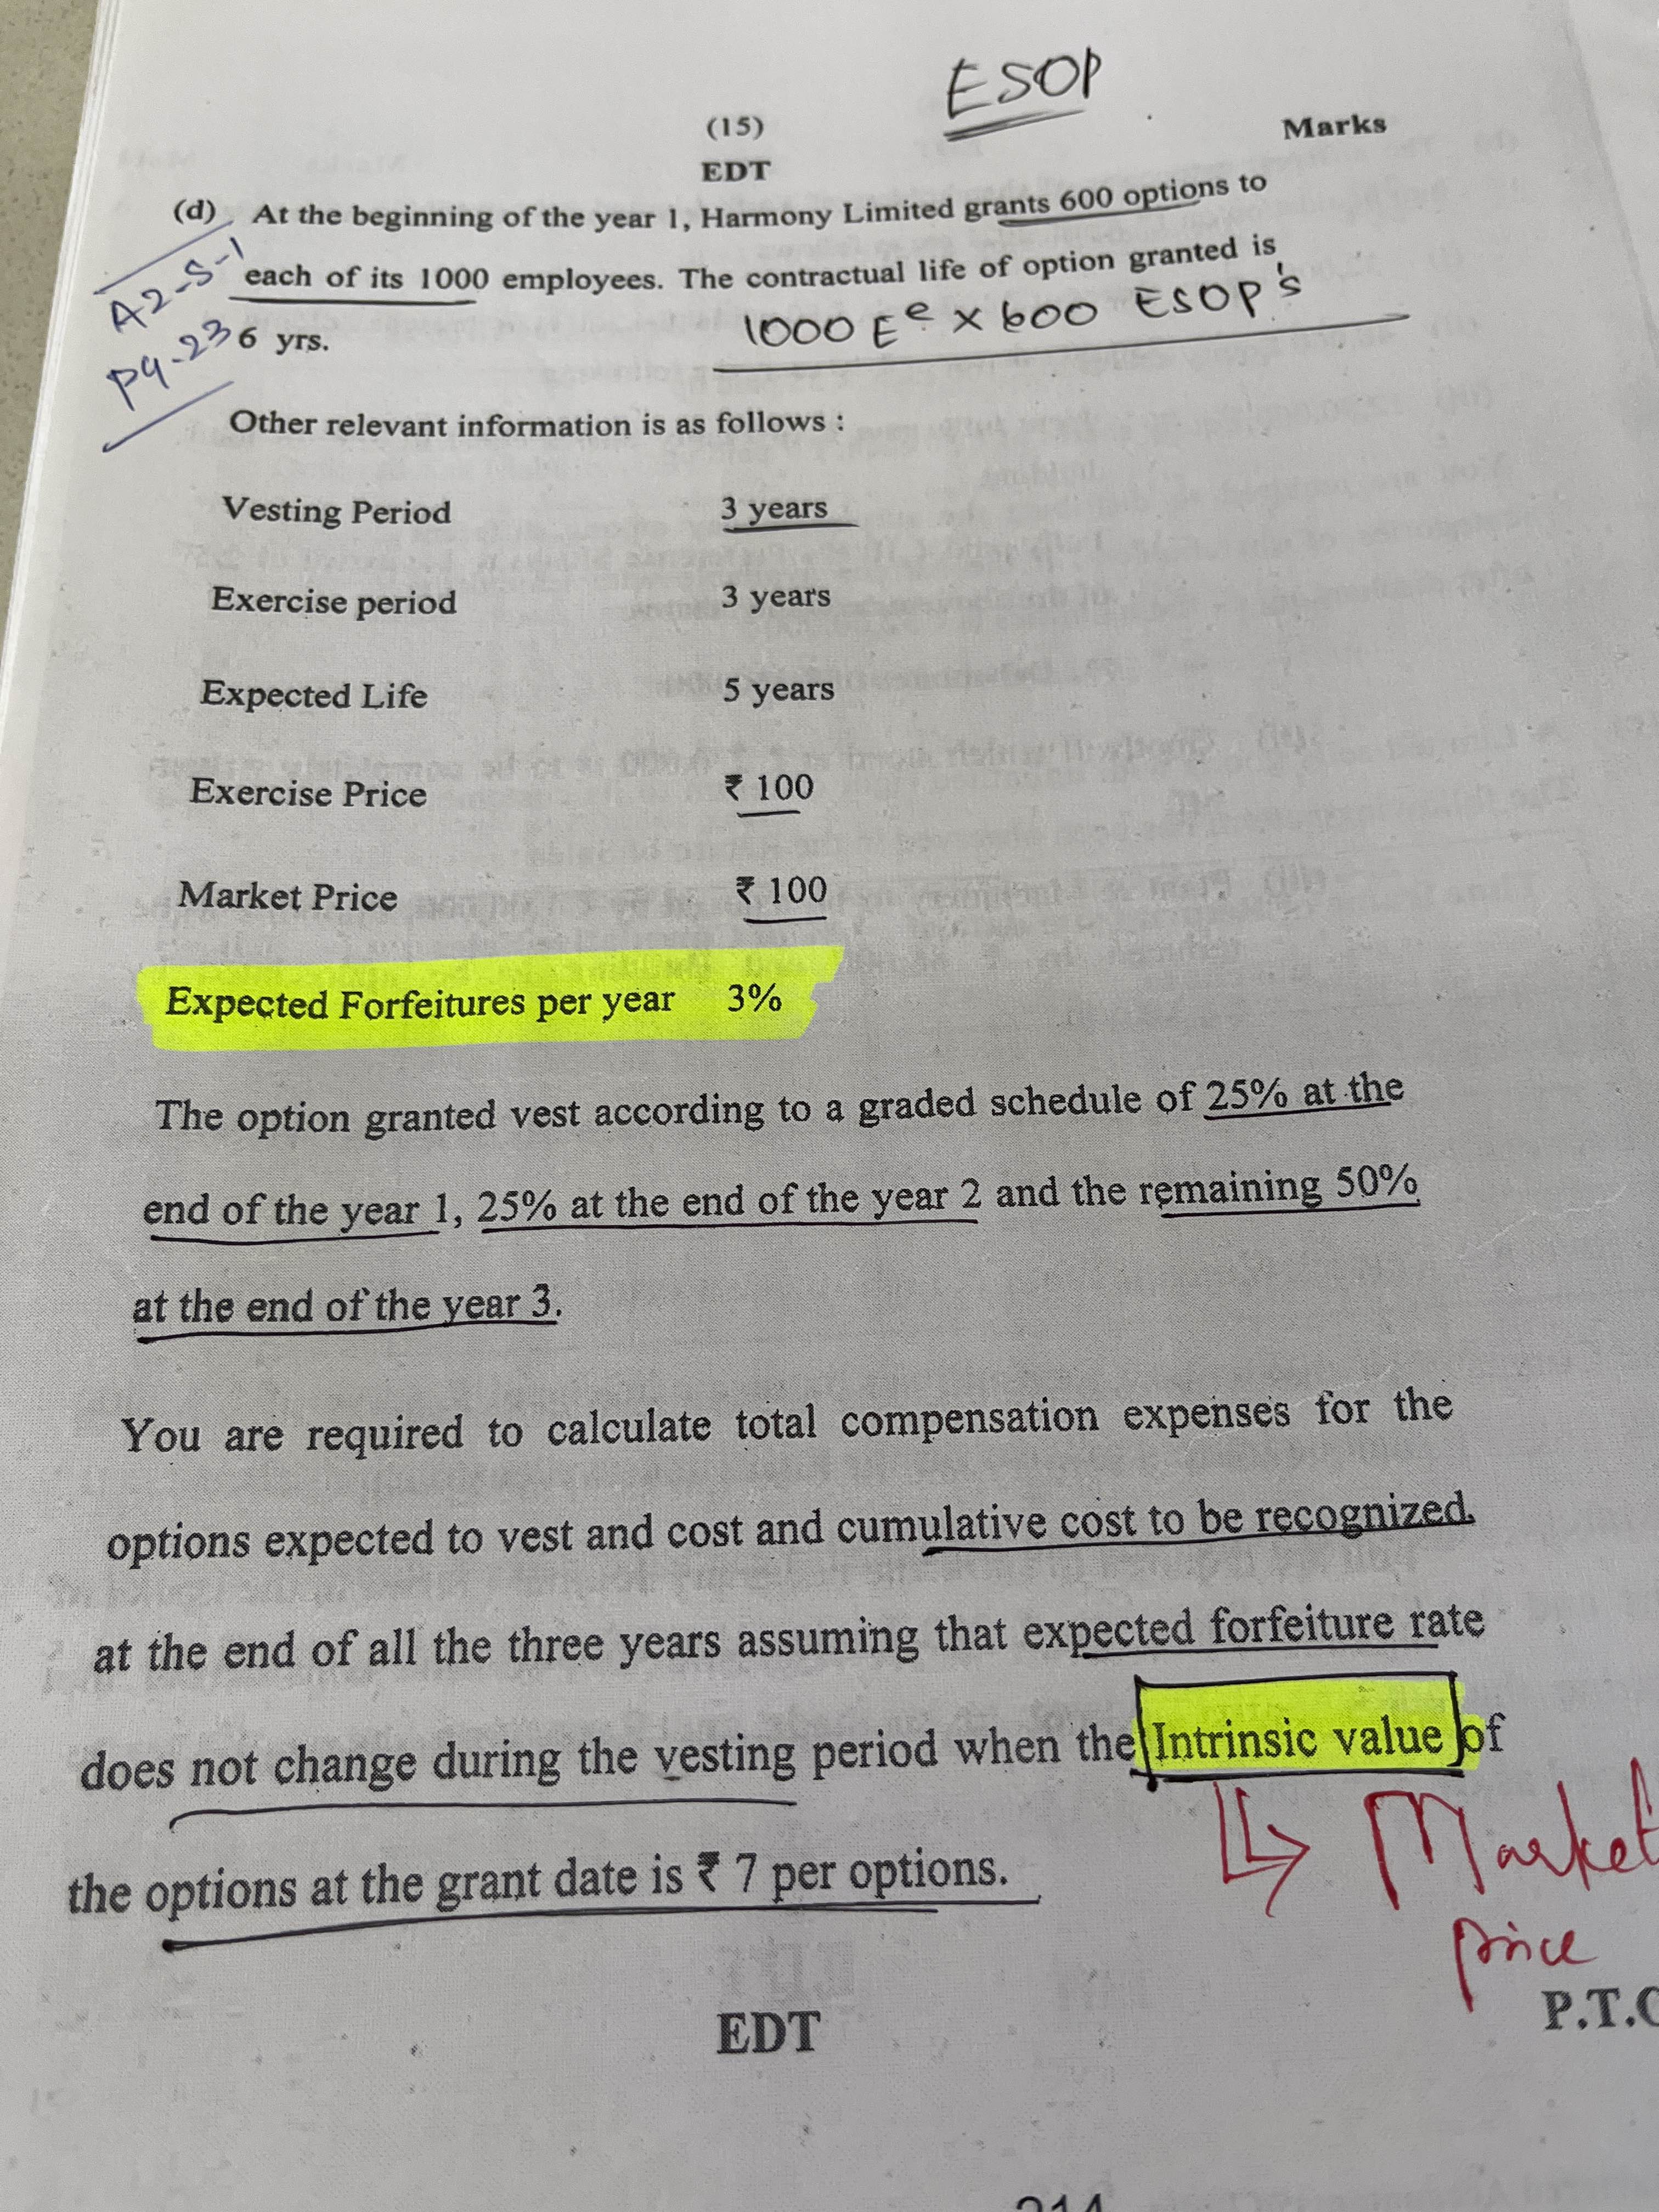 ESOP
(15)
Marks
EDT
(d) At the beginning of the year 1, Harmony Limited grants 600 options to
A2-S-1
each of its 1000 employees. The contractual life of option granted is
1000 Ee x 600 ESOP's
P4-23
6 yrs.
Other relevant information is as follows :
Vesting Period 3 years
Exercise period 3 years
Expected Life 5 years
Exercise Price ₹ 100
Market Price ₹ 100
Expected Forfeitures per year 3%
The option granted vest according to a graded schedule of 25% at the
end of the year 1, 25% at the end of the year 2 and the remaining 50%
at the end of the year 3.
You are required to calculate total compensation expenses for the
options expected to vest and cost and cumulative cost to be recognized
at the end of all the three years assuming that expected forfeiture rate
does not change during the vesting period when the Intrinsic value of
the options at the grant date is ₹ 7 per options.
Market
price
EDT
P.T.O
214